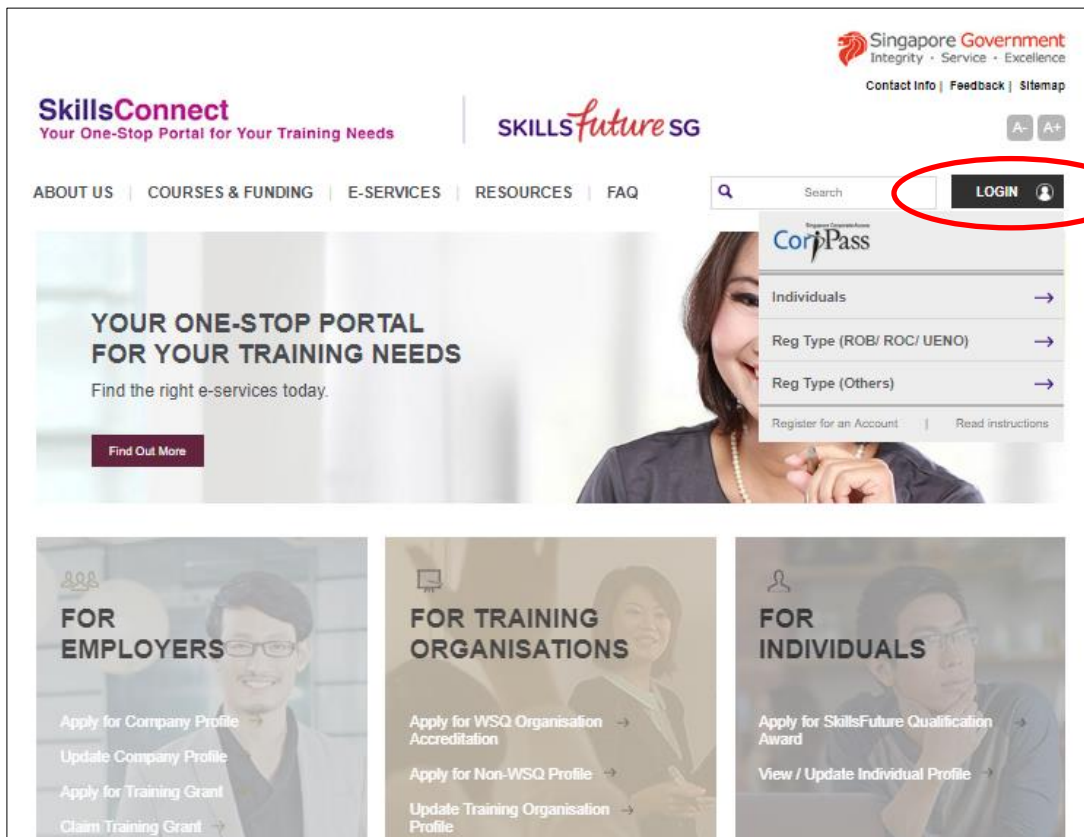 Singapore Government
Integrity · Service · Excellence
Contact Info | Feedback | Sitemap
SkillsConnect
Your One-Stop Portal for Your Training Needs
SKILLSfuture SG
A- A+
ABOUT US | COURSES & FUNDING | E-SERVICES | RESOURCES | FAQ
Search
LOGIN
Singapore Corporate Access
CorpPass
Individuals
Reg Type (ROB/ ROC/ UENO)
Reg Type (Others)
Register for an Account | Read instructions
YOUR ONE-STOP PORTAL
FOR YOUR TRAINING NEEDS
Find the right e-services today.
Find Out More
FOR
EMPLOYERS
Apply for Company Profile
Update Company Profile
Apply for Training Grant
Claim Training Grant
FOR TRAINING
ORGANISATIONS
Apply for WSQ Organisation
Accreditation
Apply for Non-WSQ Profile
Update Training Organisation
Profile
FOR
INDIVIDUALS
Apply for SkillsFuture Qualification
Award
View / Update Individual Profile